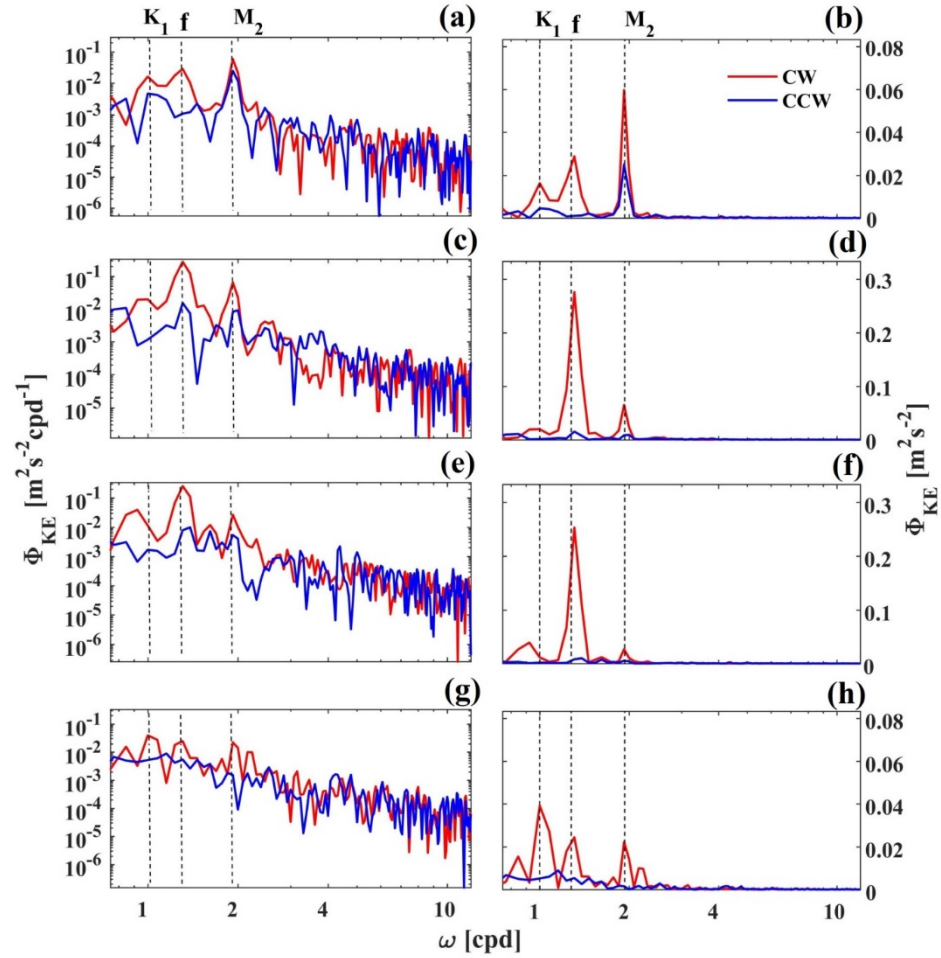 K₁ f M₂ (a)
10⁻¹
10⁻²
10⁻³
10⁻⁴
10⁻⁵
10⁻⁶
K₁ f M₂ (b)
CW
CCW
0.08
0.06
0.04
0.02
0
(c)
10⁻¹
10⁻²
10⁻³
10⁻⁴
10⁻⁵
(d)
0.3
0.2
0.1
0
(e)
10⁻¹
10⁻²
10⁻³
10⁻⁴
10⁻⁵
10⁻⁶
(f)
0.3
0.2
0.1
0
(g)
10⁻¹
10⁻²
10⁻³
10⁻⁴
10⁻⁵
10⁻⁶
1 2 4 10
(h)
0.08
0.06
0.04
0.02
0
1 2 4 10
Φ_KE [m² s⁻² cpd⁻¹]
Φ_KE [m² s⁻²]
ω [cpd]